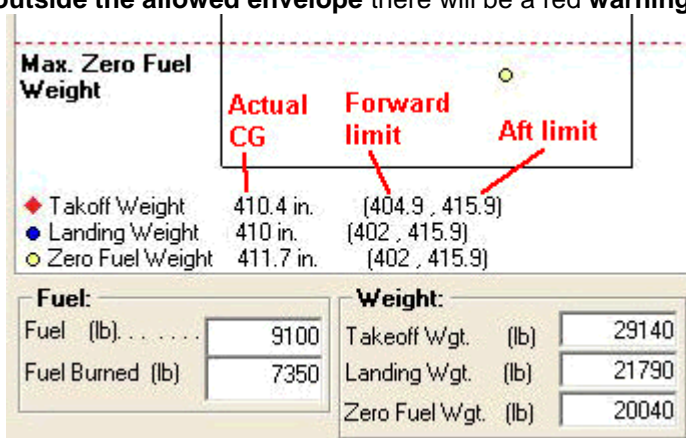 outside the allowed envelope there will be a red warning
Max. Zero Fuel
Weight
Actual
CG
Forward
limit
Aft limit
Takoff Weight 410.4 in. (404.9 , 415.9)
Landing Weight 410 in. (402 , 415.9)
Zero Fuel Weight 411.7 in. (402 , 415.9)
Fuel:
Fuel (lb). . . . . . . 9100
Fuel Burned (lb) 7350
Weight:
Takeoff Wgt. (lb) 29140
Landing Wgt. (lb) 21790
Zero Fuel Wgt. (lb) 20040